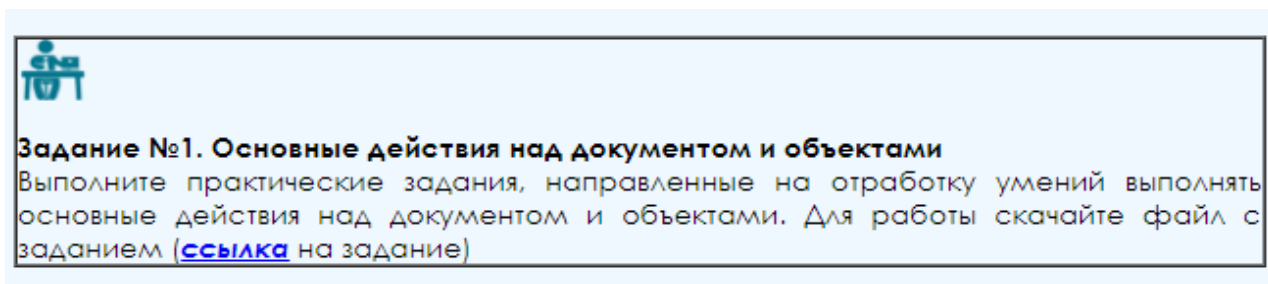 Задание №1. Основные действия над документом и объектами
Выполните практические задания, направленные на отработку умений выполнять
основные действия над документом и объектами. Для работы скачайте файл с
заданием (ссылка на задание)